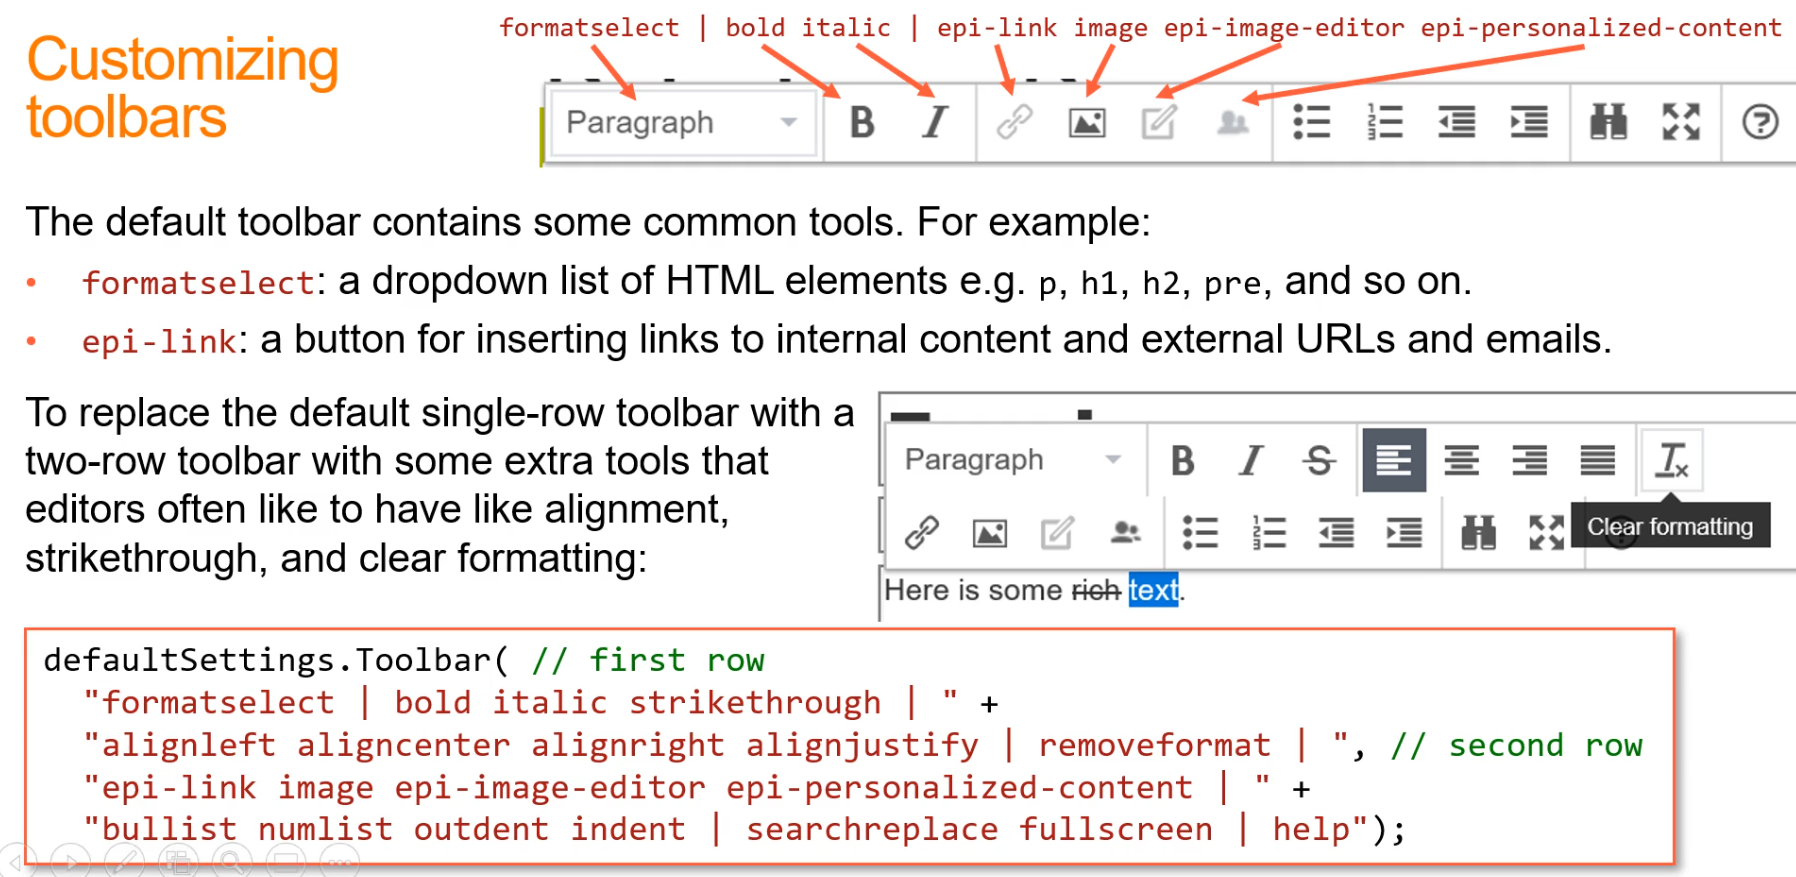 formatselect | bold italic | epi-link image epi-image-editor epi-personalized-content
Customizing
toolbars
Paragraph B I
The default toolbar contains some common tools. For example:
• formatselect: a dropdown list of HTML elements e.g. p, h1, h2, pre, and so on.
• epi-link: a button for inserting links to internal content and external URLs and emails.
To replace the default single-row toolbar with a
two-row toolbar with some extra tools that
editors often like to have like alignment,
strikethrough, and clear formatting:
Paragraph B I S
Clear formatting
Here is some rich text.
defaultSettings.Toolbar( // first row
"formatselect | bold italic strikethrough | " +
"alignleft aligncenter alignright alignjustify | removeformat | ", // second row
"epi-link image epi-image-editor epi-personalized-content | " +
"bullist numlist outdent indent | searchreplace fullscreen | help");